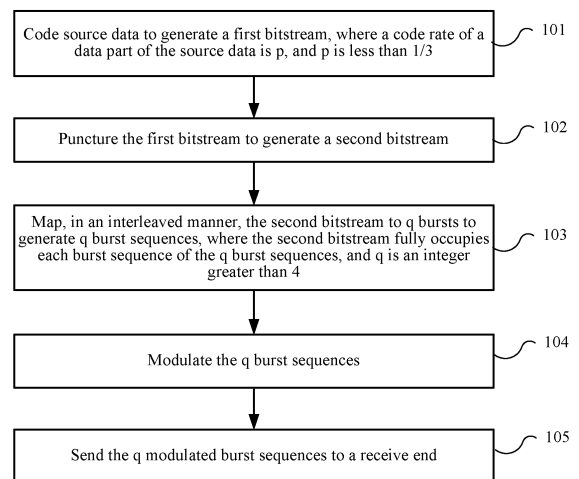 Code source data to generate a first bitstream, where a code rate of a
data part of the source data is p, and p is less than 1/3
101
Puncture the first bitstream to generate a second bitstream
102
Map, in an interleaved manner, the second bitstream to q bursts to
generate q burst sequences, where the second bitstream fully occupies
each burst sequence of the q burst sequences, and q is an integer
greater than 4
103
Modulate the q burst sequences
104
Send the q modulated burst sequences to a receive end
105